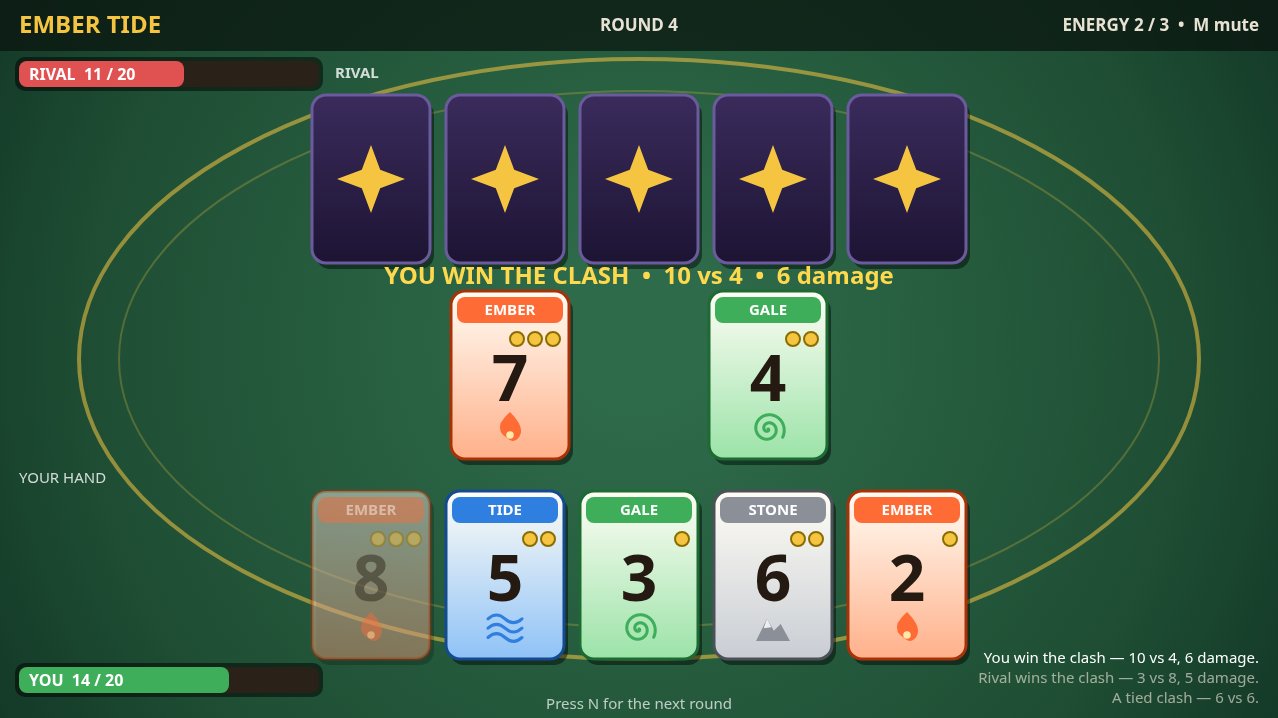 EMBER TIDE
ROUND 4
ENERGY 2 / 3 • M mute
RIVAL 11 / 20
RIVAL
YOU WIN THE CLASH • 10 vs 4 • 6 damage
EMBER
7
GALE
4
YOUR HAND
EMBER
8
TIDE
5
GALE
3
STONE
6
EMBER
2
You win the clash — 10 vs 4, 6 damage.
Rival wins the clash — 3 vs 8, 5 damage.
A tied clash — 6 vs 6.
YOU 14 / 20
Press N for the next round